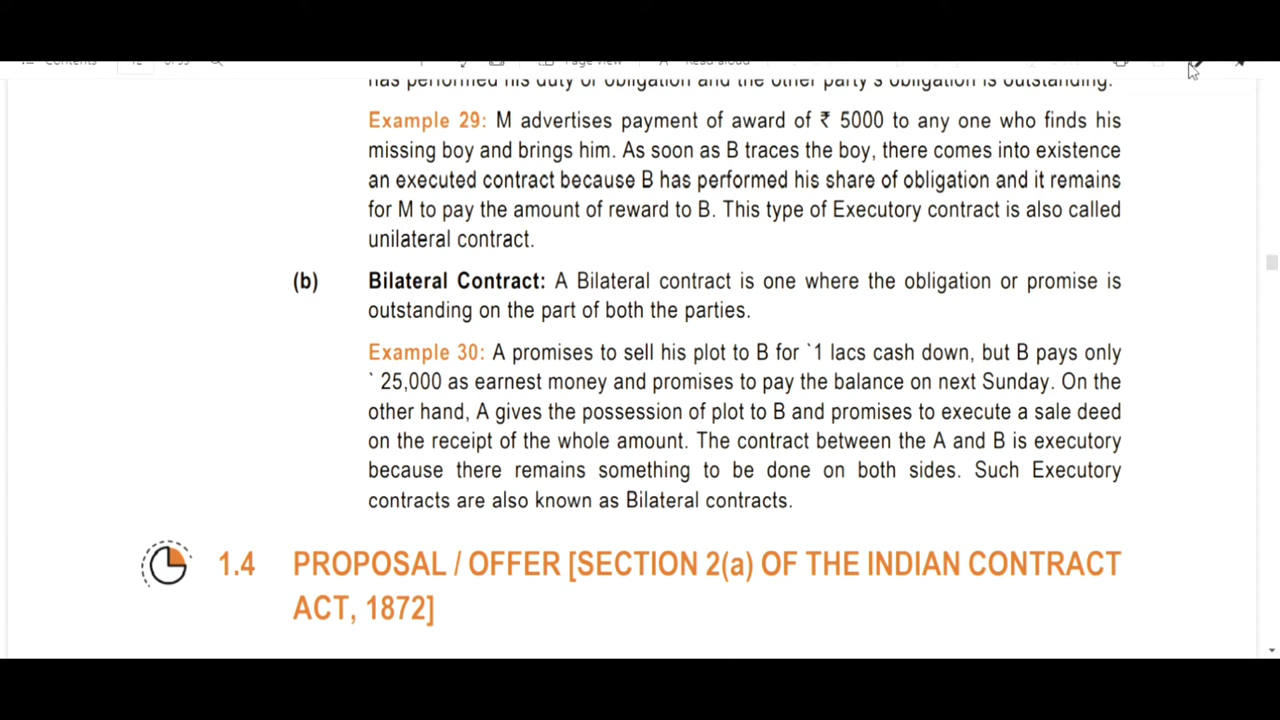 Contents
Page view
Read aloud
has performed his duty or obligation and the other party's obligation is outstanding.
Example 29: M advertises payment of award of ₹ 5000 to any one who finds his
missing boy and brings him. As soon as B traces the boy, there comes into existence
an executed contract because B has performed his share of obligation and it remains
for M to pay the amount of reward to B. This type of Executory contract is also called
unilateral contract.
(b) Bilateral Contract: A Bilateral contract is one where the obligation or promise is
outstanding on the part of both the parties.
Example 30: A promises to sell his plot to B for `1 lacs cash down, but B pays only
` 25,000 as earnest money and promises to pay the balance on next Sunday. On the
other hand, A gives the possession of plot to B and promises to execute a sale deed
on the receipt of the whole amount. The contract between the A and B is executory
because there remains something to be done on both sides. Such Executory
contracts are also known as Bilateral contracts.
1.4 PROPOSAL / OFFER [SECTION 2(a) OF THE INDIAN CONTRACT
ACT, 1872]